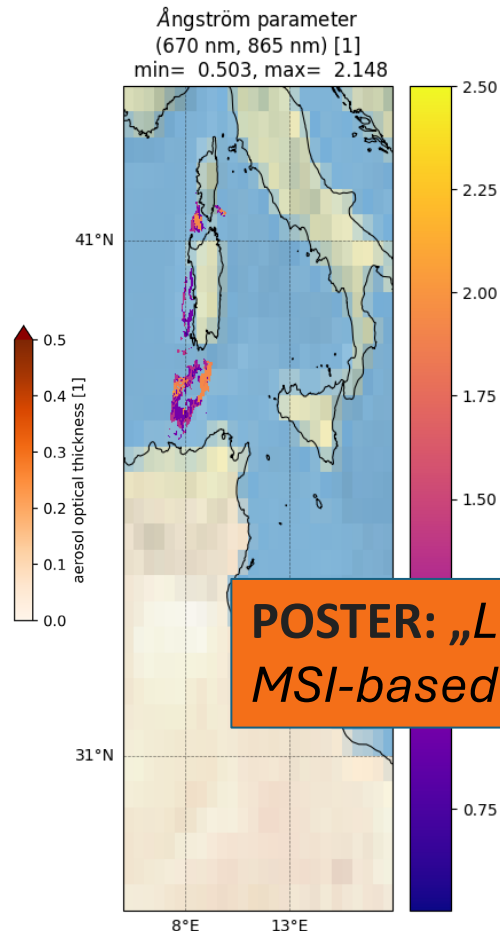 Ångström parameter
(670 nm, 865 nm) [1]
min= 0.503, max= 2.148
2.50
2.25
2.00
1.50
0.75
41°N
31°N
8°E
13°E
0.5
0.4
0.3
0.2
0.1
0.0
aerosol optical thickness [1]
POSTER: „L
MSI-based